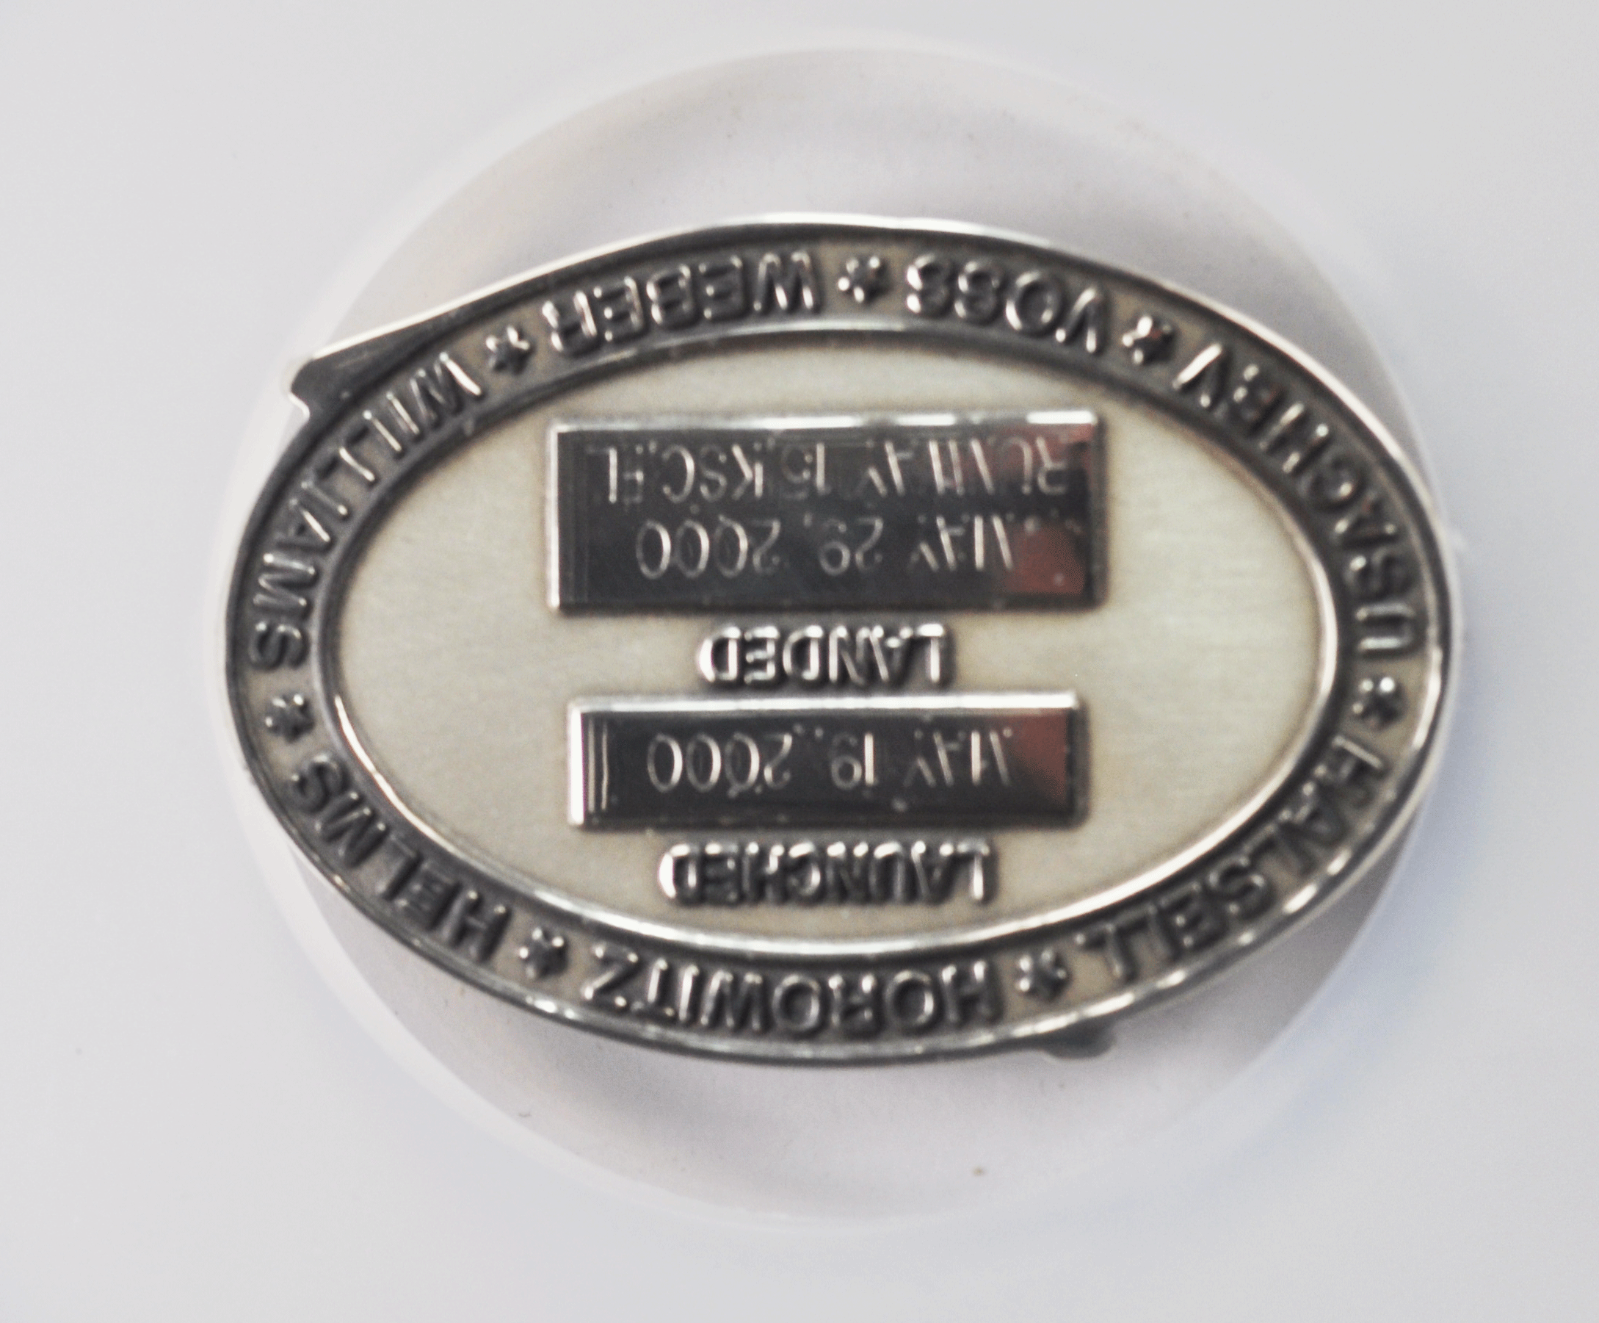 HALSELL * HOROWITZ * HELMS
LAUNCHED
MAY 19, 2000
LANDED
MAY 29, 2000
RUNWAY 15, KSC, FL
* USACHEV * VOSS * WEBER * WILLIAMS *